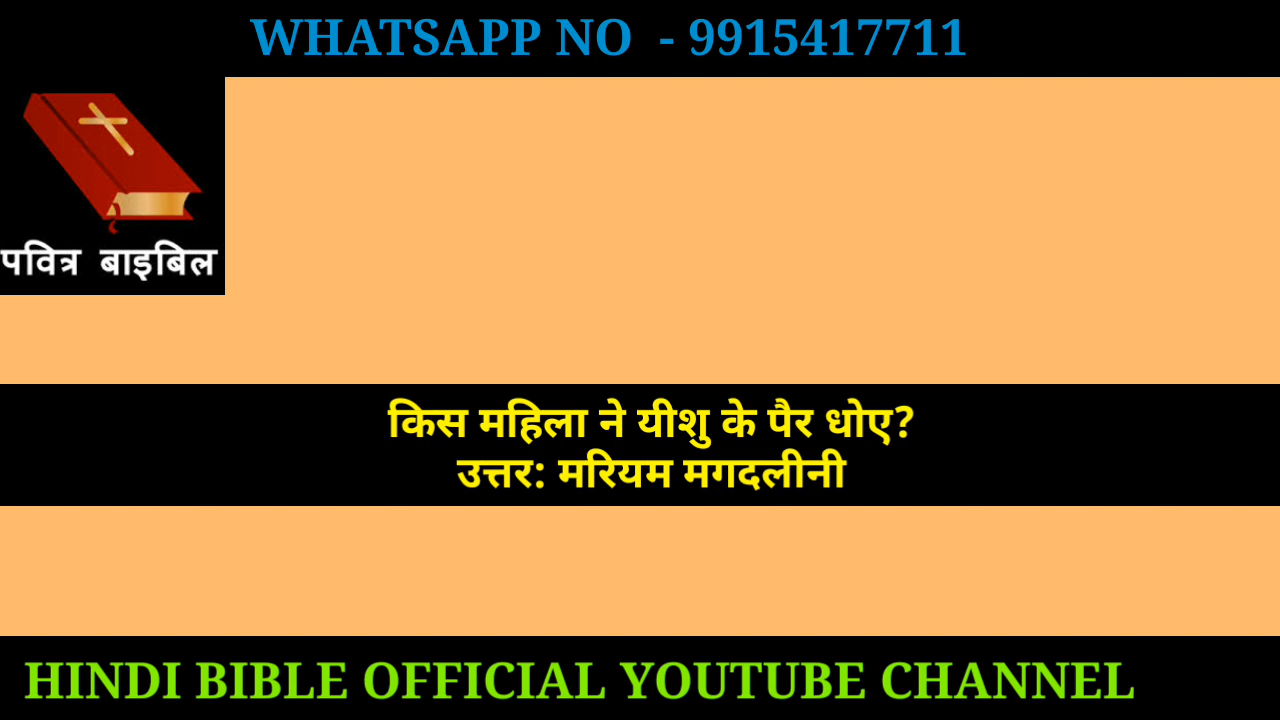 WHATSAPP NO - 9915417711
पवित्र बाइबिल
किस महिला ने यीशु के पैर धोए?
उत्तर: मरियम मगदलीनी
HINDI BIBLE OFFICIAL YOUTUBE CHANNEL